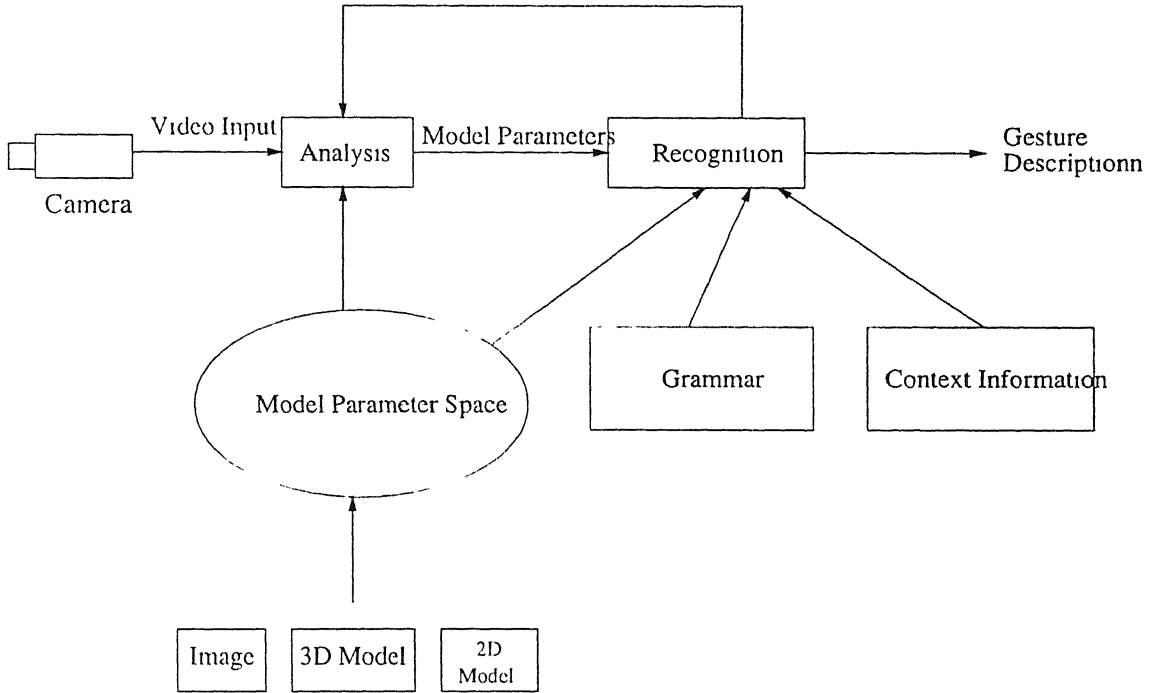 Video Input
Analysis
Model Parameters
Recognition
Gesture
Descriptionn
Camera
Model Parameter Space
Grammar
Context Information
Image
3D Model
2D
Model